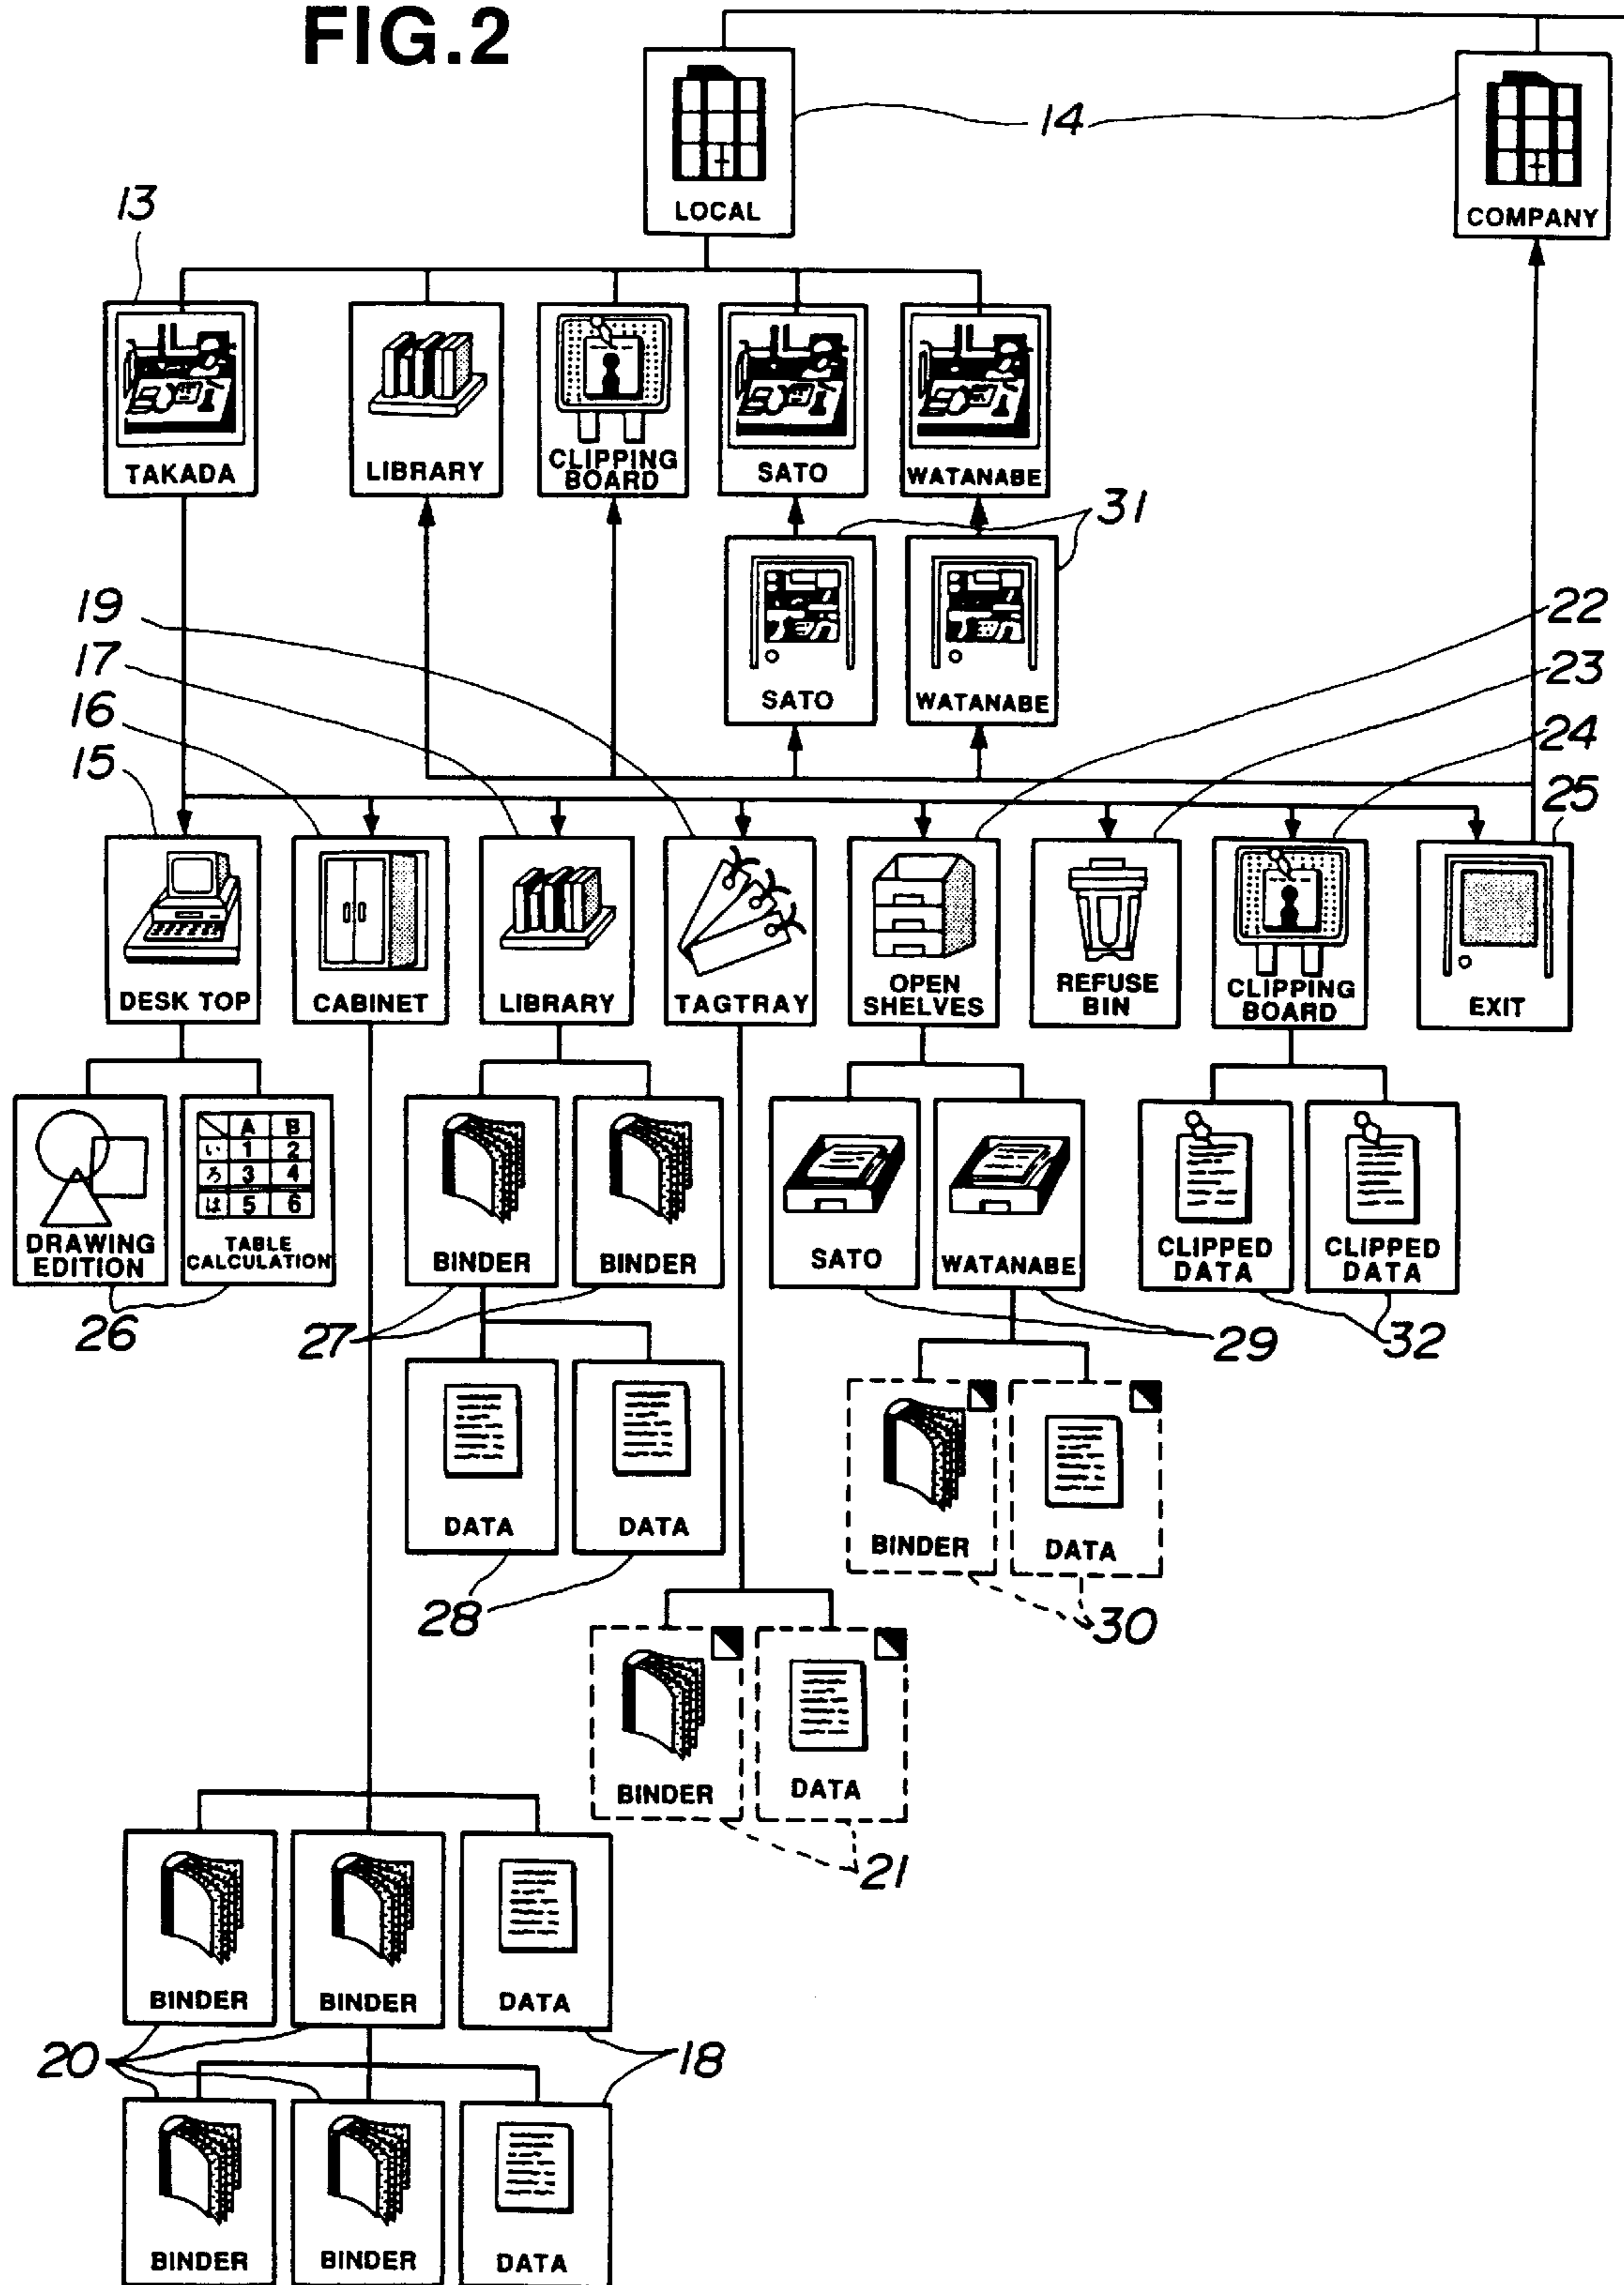 FIG.2
14
LOCAL
COMPANY
13
TAKADA
LIBRARY
CLIPPING
BOARD
SATO
WATANABE
31
19
22
17
23
SATO
WATANABE
16
24
15
25
DESK TOP
CABINET
LIBRARY
TAGTRAY
OPEN
SHELVES
REFUSE
BIN
CLIPPING
BOARD
EXIT
A B
い 1 2
ろ 3 4
は 5 6
DRAWING
EDITION
TABLE
CALCULATION
BINDER
BINDER
SATO
WATANABE
CLIPPED
DATA
CLIPPED
DATA
26
27
29
32
DATA
DATA
BINDER
DATA
28
30
BINDER
DATA
21
BINDER
BINDER
DATA
20
18
BINDER
BINDER
DATA